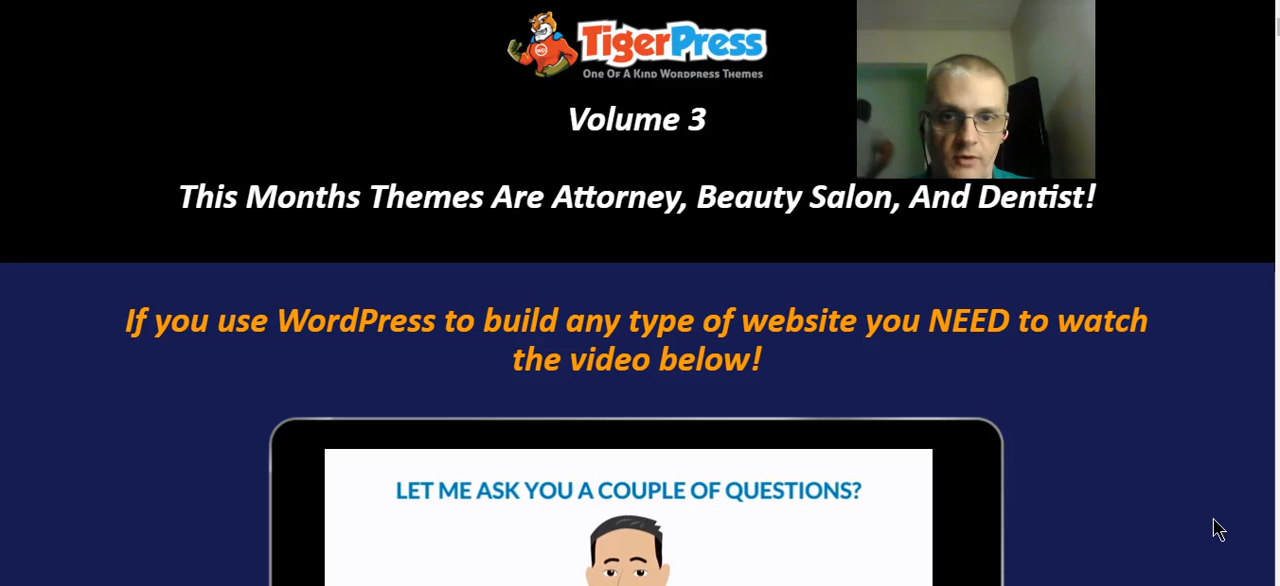 TigerPress
One Of A Kind Wordpress Themes
Volume 3
This Months Themes Are Attorney, Beauty Salon, And Dentist!
If you use WordPress to build any type of website you NEED to watch
the video below!
LET ME ASK YOU A COUPLE OF QUESTIONS?